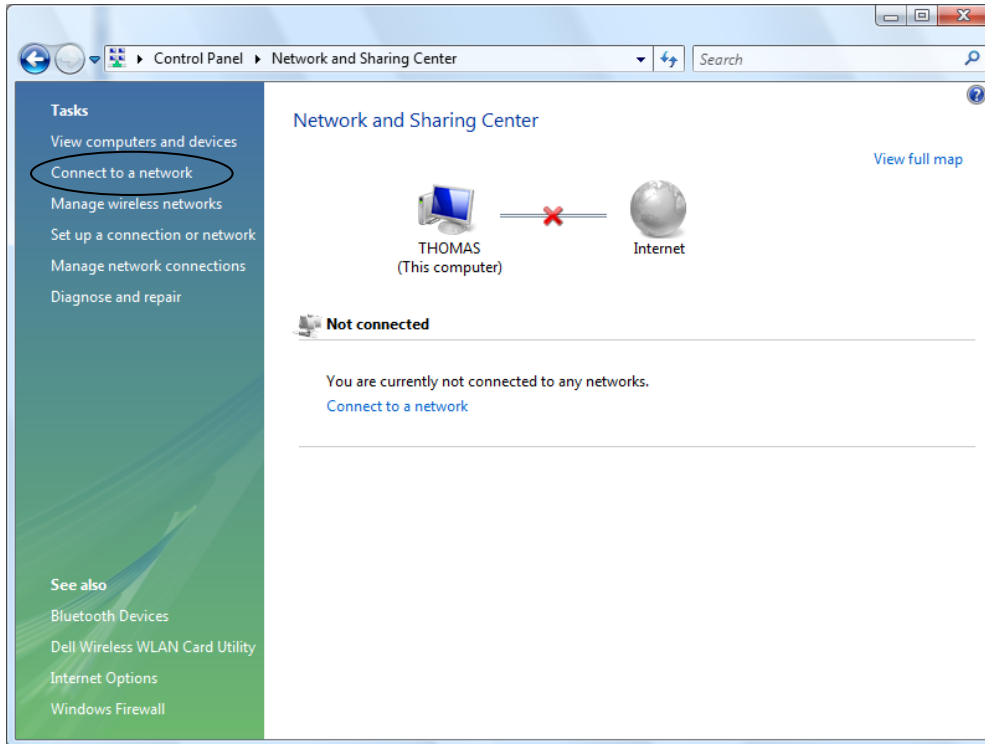 Control Panel Network and Sharing Center Search
Tasks
View computers and devices
Connect to a network
Manage wireless networks
Set up a connection or network
Manage network connections
Diagnose and repair
See also
Bluetooth Devices
Dell Wireless WLAN Card Utility
Internet Options
Windows Firewall
Network and Sharing Center
View full map
THOMAS
(This computer)
Internet
Not connected
You are currently not connected to any networks.
Connect to a network